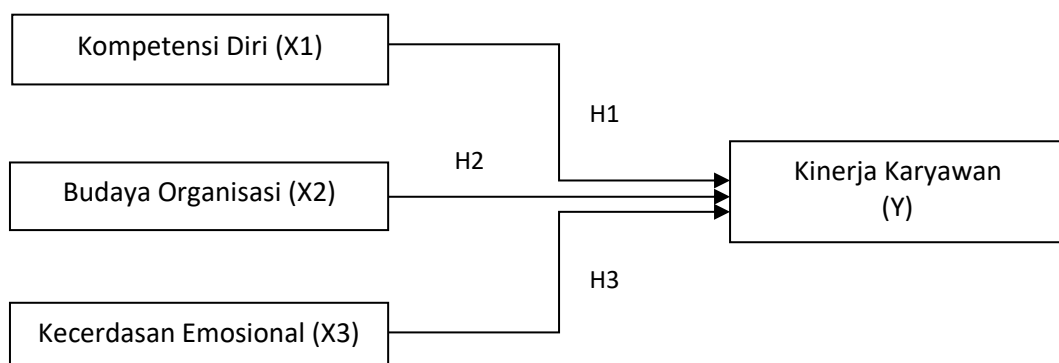 Kompetensi Diri (X1)
H1
H2
Budaya Organisasi (X2)
Kinerja Karyawan
(Y)
H3
Kecerdasan Emosional (X3)